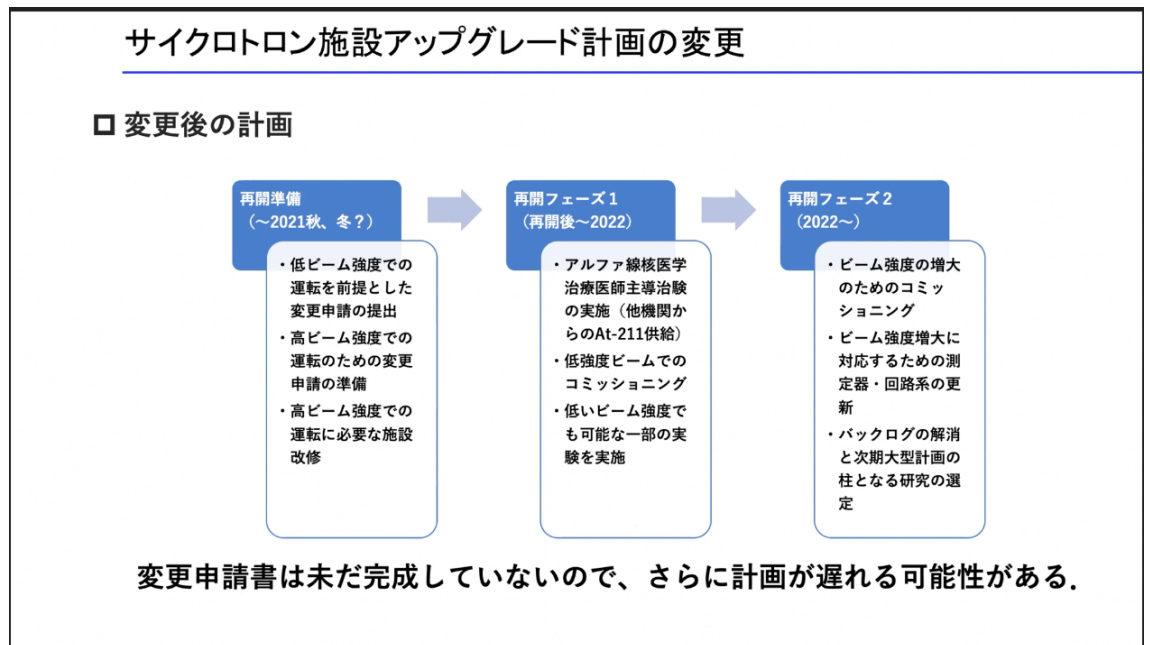 サイクロトロン施設アップグレード計画の変更
変更後の計画
再開準備
（～2021秋、冬？）
・低ビーム強度での
運転を前提とした
変更申請の提出
・高ビーム強度での
運転のための変更
申請の準備
・高ビーム強度での
運転に必要な施設
改修
再開フェーズ１
（再開後～2022）
・アルファ線核医学
治療医師主導治験
の実施（他機関か
らのAt-211供給）
・低強度ビームでの
コミッショニング
・低いビーム強度で
も可能な一部の実
験を実施
再開フェーズ２
（2022～）
・ビーム強度の増大
のためのコミッ
ショニング
・ビーム強度増大に
対応するための測
定器・回路系の更
新
・バックログの解消
と次期大型計画の
柱となる研究の選
定
変更申請書は未だ完成していないので、さらに計画が遅れる可能性がある．